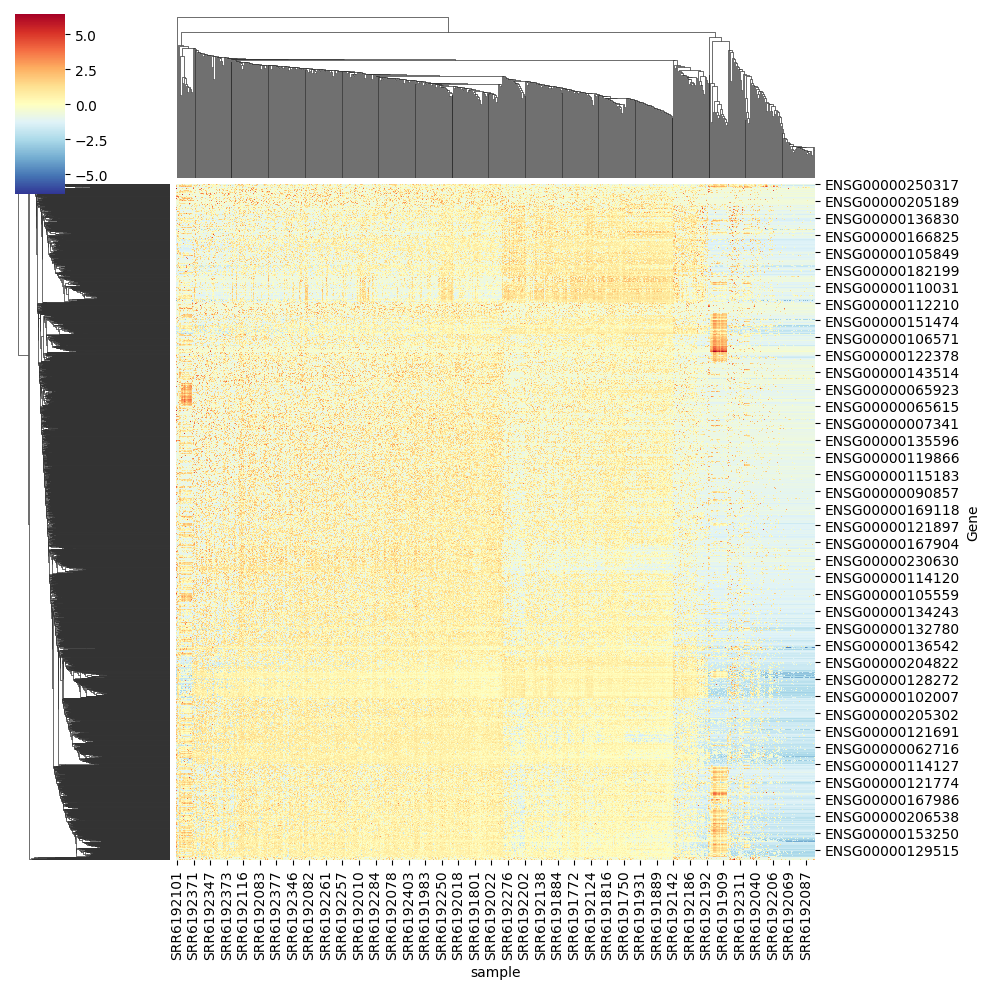 5.0
2.5
0.0
−2.5
−5.0
ENSG00000250317
ENSG00000205189
ENSG00000136830
ENSG00000166825
ENSG00000105849
ENSG00000182199
ENSG00000110031
ENSG00000112210
ENSG00000151474
ENSG00000106571
ENSG00000122378
ENSG00000143514
ENSG00000065923
ENSG00000065615
ENSG00000007341
ENSG00000135596
ENSG00000119866
ENSG00000115183
ENSG00000090857
ENSG00000169118
ENSG00000121897
ENSG00000167904
ENSG00000230630
ENSG00000114120
ENSG00000105559
ENSG00000134243
ENSG00000132780
ENSG00000136542
ENSG00000204822
ENSG00000128272
ENSG00000102007
ENSG00000205302
ENSG00000121691
ENSG00000062716
ENSG00000114127
ENSG00000121774
ENSG00000167986
ENSG00000206538
ENSG00000153250
ENSG00000129515
Gene
SRR6192101
SRR6192371
SRR6192347
SRR6192373
SRR6192116
SRR6192083
SRR6192377
SRR6192346
SRR6192082
SRR6192261
SRR6192257
SRR6192010
SRR6192284
SRR6192078
SRR6192403
SRR6191983
SRR6192250
SRR6192018
SRR6191801
SRR6192022
SRR6192276
SRR6192202
SRR6192138
SRR6191884
SRR6191772
SRR6192124
SRR6191816
SRR6191750
SRR6191931
SRR6191889
SRR6192142
SRR6192186
SRR6192192
SRR6191909
SRR6192311
SRR6192040
SRR6192206
SRR6192069
SRR6192087
sample